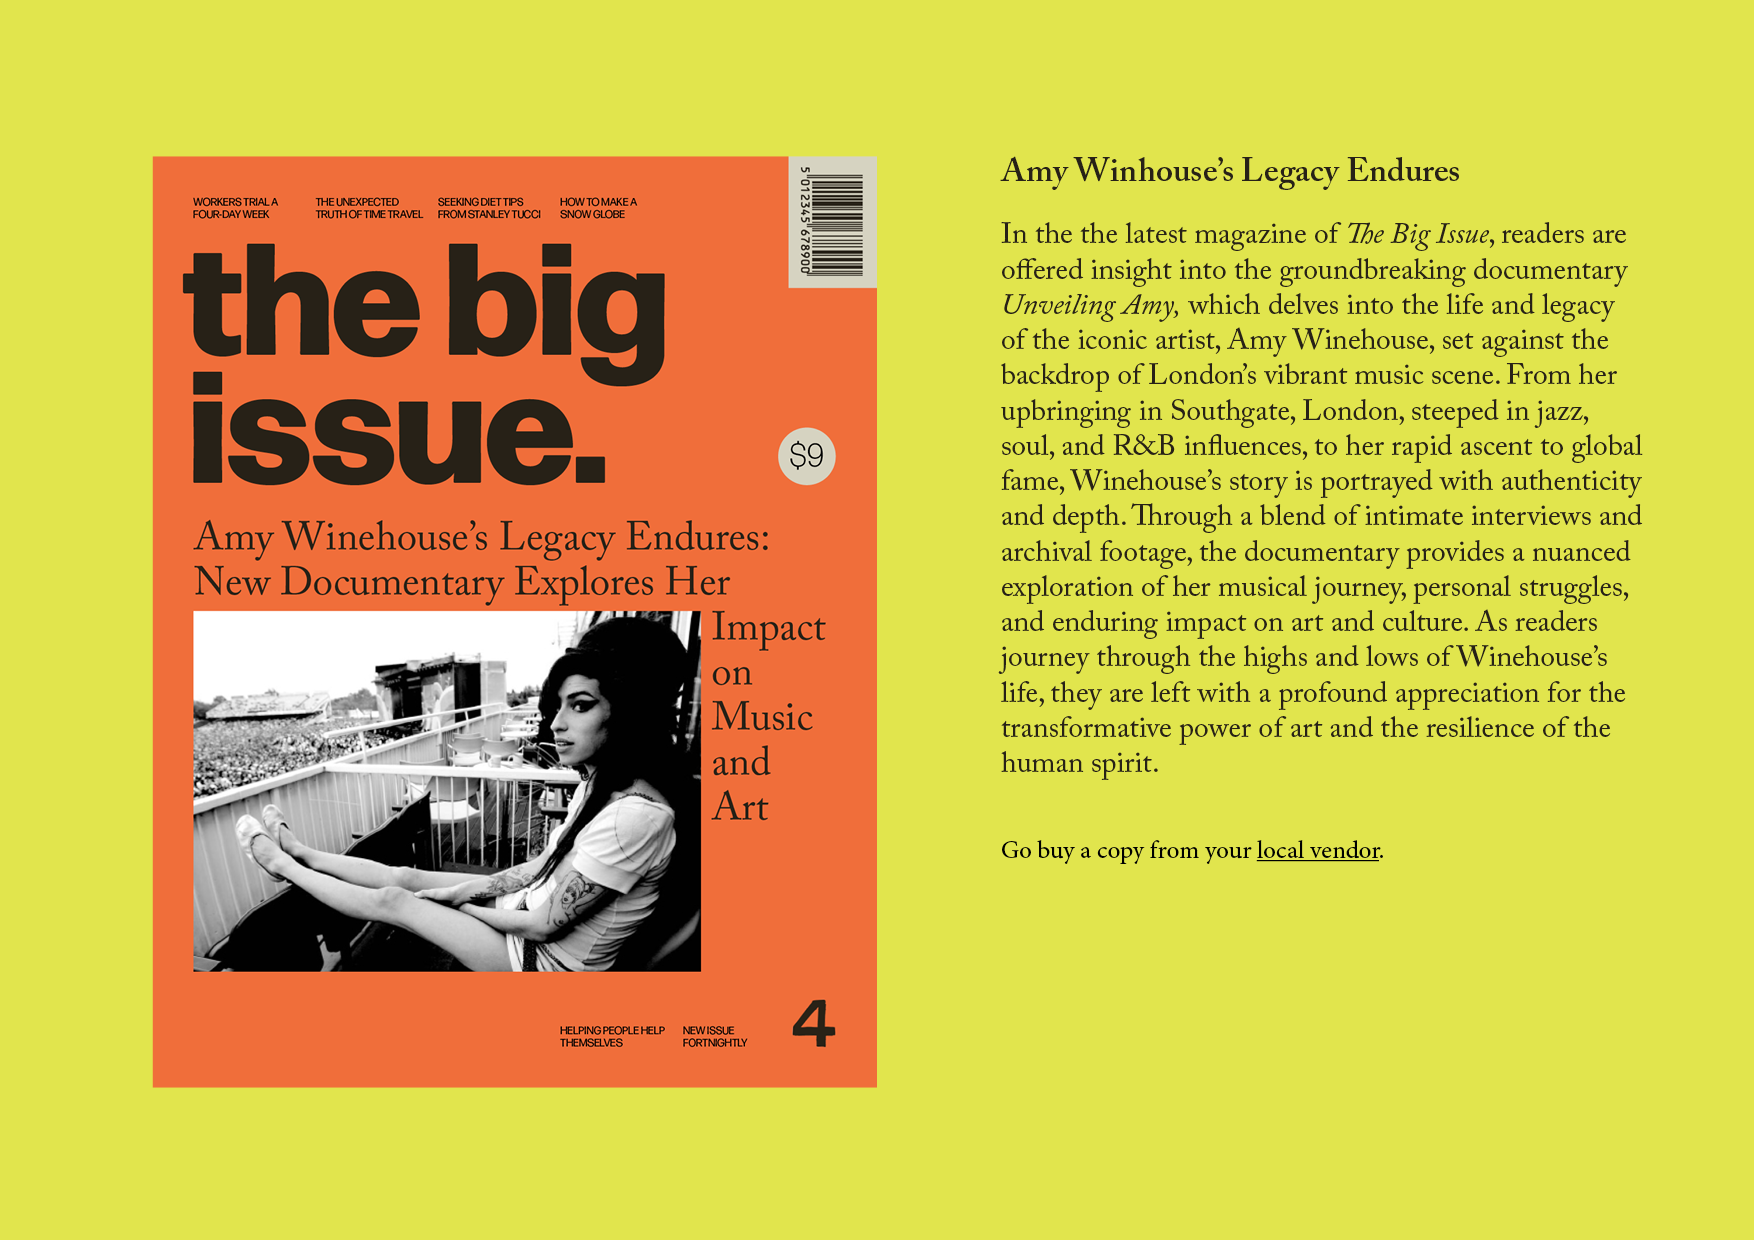 WORKERS TRIAL A
FOUR-DAY WEEK
THE UNEXPECTED
TRUTH OF TIME TRAVEL
SEEKING DIET TIPS
FROM STANLEY TUCCI
HOW TO MAKE A
SNOW GLOBE
5 012345 678900
the big
issue.
$9
Amy Winehouse’s Legacy Endures:
New Documentary Explores Her
Impact
on
Music
and
Art
HELPING PEOPLE HELP
THEMSELVES
NEW ISSUE
FORTNIGHTLY
4
Amy Winhouse’s Legacy Endures
In the the latest magazine of The Big Issue, readers are
offered insight into the groundbreaking documentary
Unveiling Amy, which delves into the life and legacy
of the iconic artist, Amy Winehouse, set against the
backdrop of London’s vibrant music scene. From her
upbringing in Southgate, London, steeped in jazz,
soul, and R&B influences, to her rapid ascent to global
fame, Winehouse’s story is portrayed with authenticity
and depth. Through a blend of intimate interviews and
archival footage, the documentary provides a nuanced
exploration of her musical journey, personal struggles,
and enduring impact on art and culture. As readers
journey through the highs and lows of Winehouse’s
life, they are left with a profound appreciation for the
transformative power of art and the resilience of the
human spirit.
Go buy a copy from your local vendor.